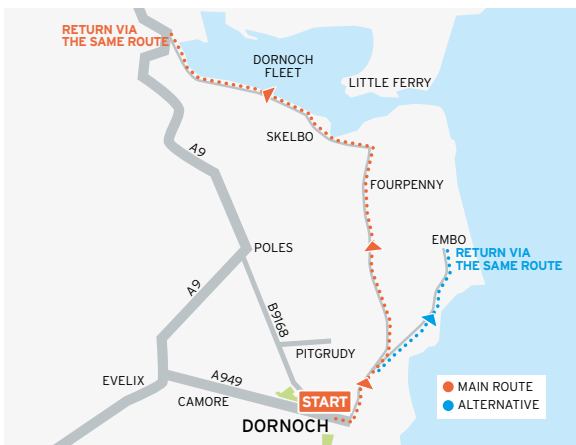 RETURN VIA
THE SAME ROUTE
DORNOCH
FLEET
LITTLE FERRY
SKELBO
A9
FOURPENNY
EMBO
RETURN VIA
THE SAME ROUTE
POLES
A9
B9168
PITGRUDY
A949
EVELIX
CAMORE
START
DORNOCH
MAIN ROUTE
ALTERNATIVE